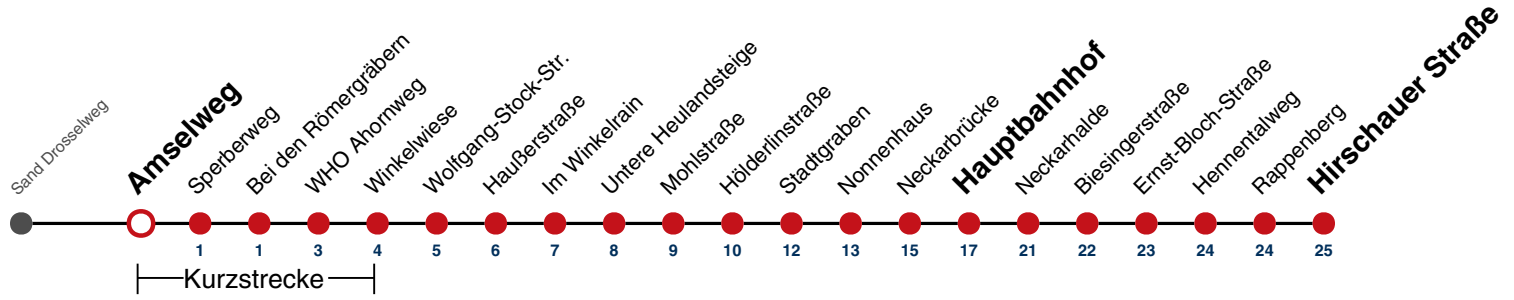 Sand Drosselweg
Amselweg
Sperberweg
Bei den Römergräbern
WHO Ahornweg
Winkelwiese
Wolfgang-Stock-Str.
Haußerstraße
Im Winkelrain
Untere Heulandsteige
Mohlstraße
Hölderlinstraße
Stadtgraben
Nonnenhaus
Neckarbrücke
Hauptbahnhof
Neckarhalde
Biesingerstraße
Ernst-Bloch-Straße
Hennentalweg
Rappenberg
Hirschauer Straße
1 1 3 4 5 6 7 8 9 10 12 13 15 17 21 22 23 24 24 25
Kurzstrecke